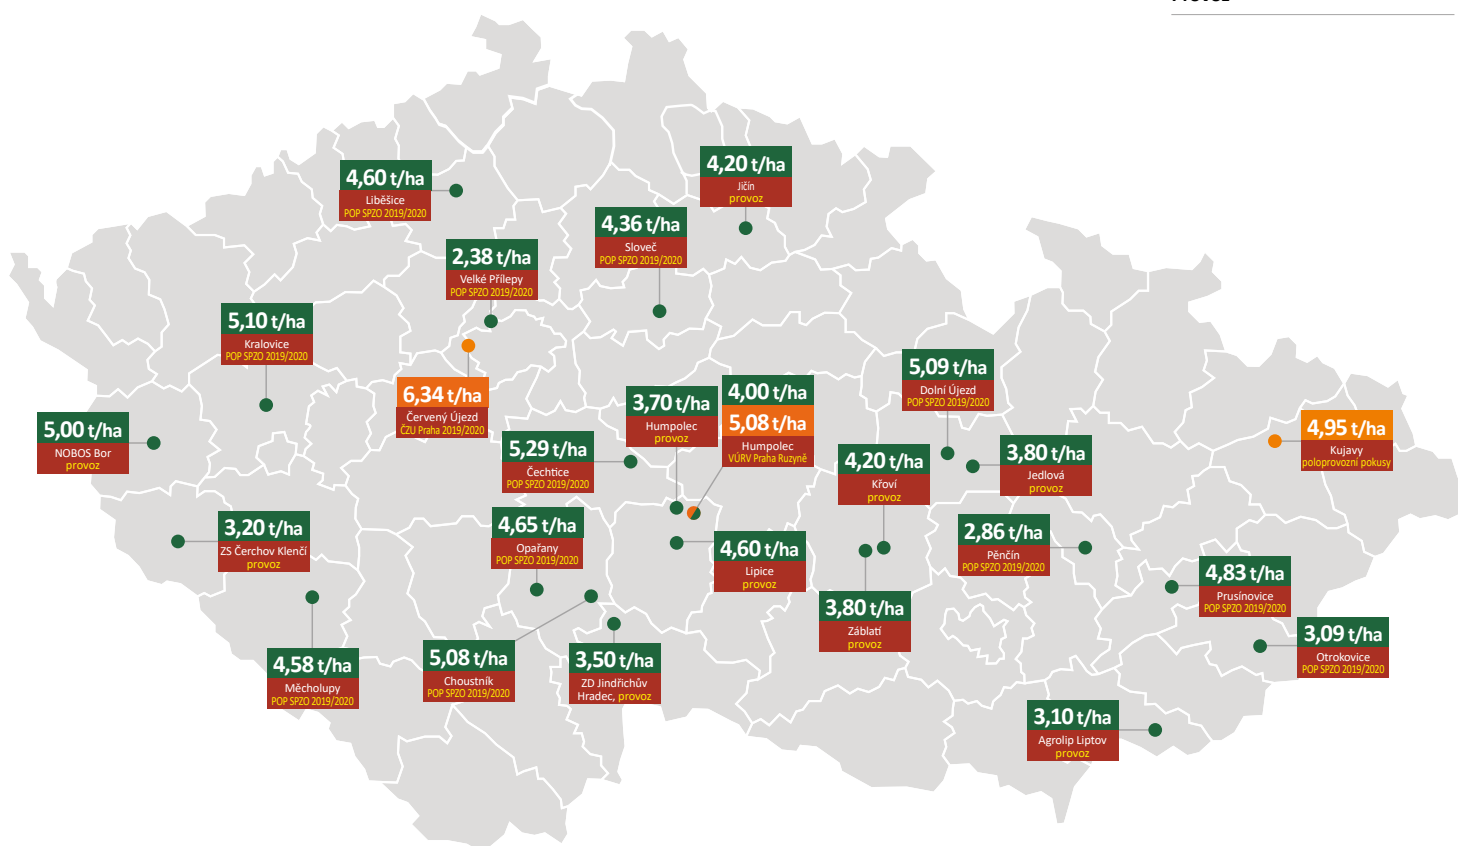 4,60 t/ha
Liběšice
POP SPZO 2019/2020
4,20 t/ha
Jičín
provoz
4,36 t/ha
Sloveč
POP SPZO 2019/2020
2,38 t/ha
Velké Přílepy
POP SPZO 2019/2020
5,10 t/ha
Kralovice
POP SPZO 2019/2020
6,34 t/ha
Červený Újezd
ČZU Praha 2019/2020
5,00 t/ha
NOBOS Bor
provoz
5,29 t/ha
Čechtice
POP SPZO 2019/2020
3,70 t/ha
Humpolec
provoz
4,00 t/ha
5,08 t/ha
Humpolec
VÚRV Praha Ruzyně
5,09 t/ha
Dolní Újezd
POP SPZO 2019/2020
4,20 t/ha
Křoví
provoz
3,80 t/ha
Jedlová
provoz
4,95 t/ha
Kujavy
poloprovozní pokusy
3,20 t/ha
ZS Čerchov Klenčí
provoz
4,65 t/ha
Opařany
POP SPZO 2019/2020
4,60 t/ha
Lipice
provoz
2,86 t/ha
Pěnčín
POP SPZO 2019/2020
4,83 t/ha
Prusínovice
POP SPZO 2019/2020
3,80 t/ha
Záblatí
provoz
3,09 t/ha
Otrokovice
POP SPZO 2019/2020
4,58 t/ha
Měcholupy
POP SPZO 2019/2020
5,08 t/ha
Choustník
POP SPZO 2019/2020
3,50 t/ha
ZD Jindřichův
Hradec, provoz
3,10 t/ha
Agrolip Liptov
provoz